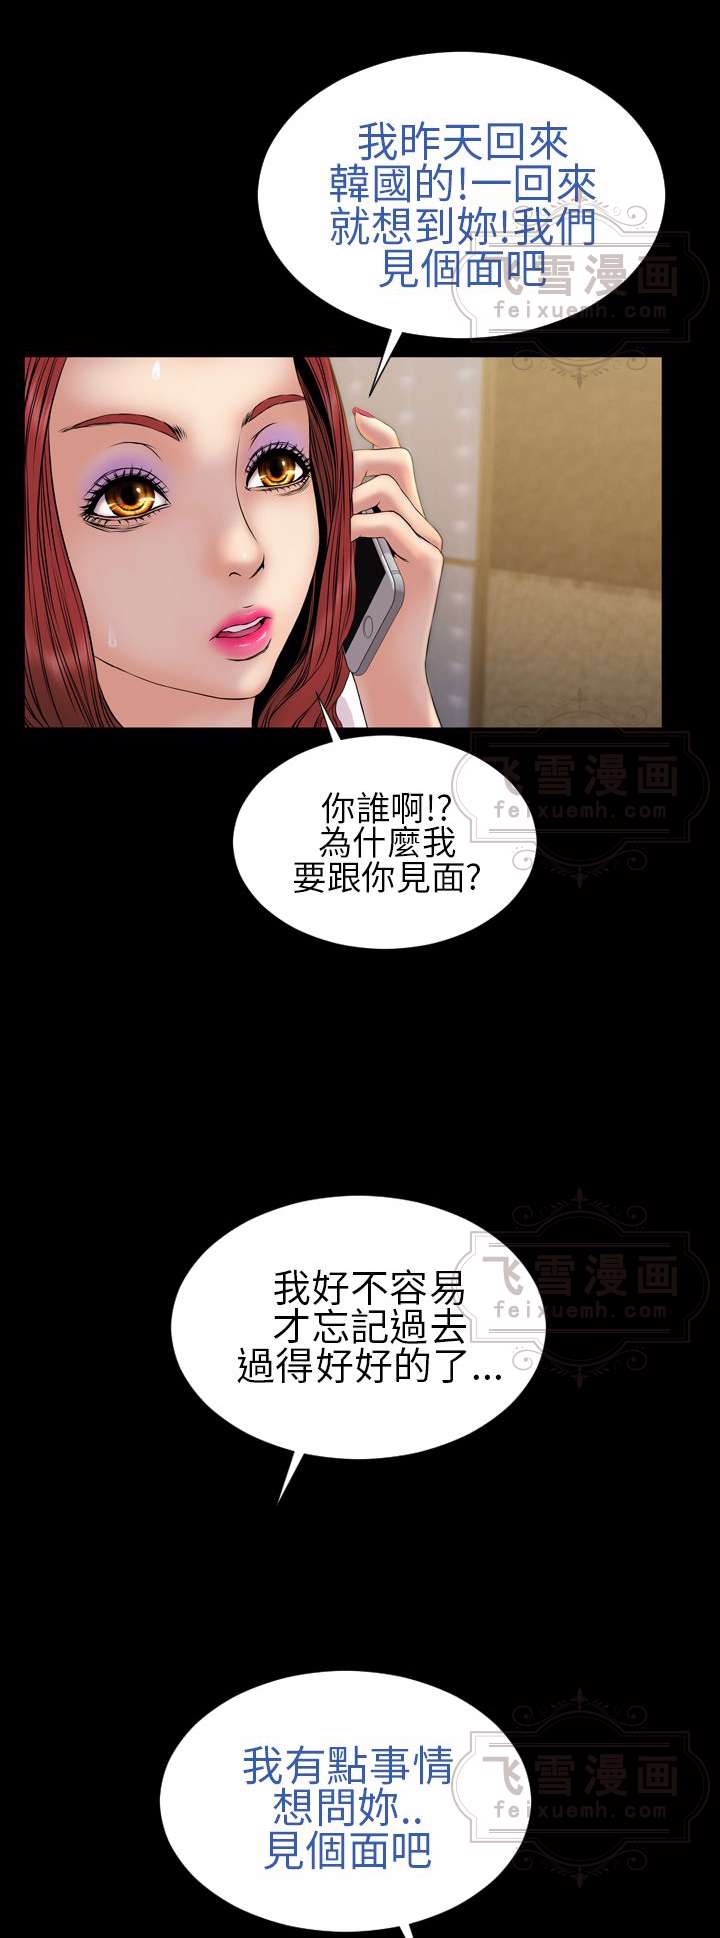 我昨天回來
韓國的!一回來
就想到妳!我們
見個面吧
飞雪漫画
feixuemh.com
飞雪漫画
feixuemh.com
你誰啊!?
為什麼我
要跟你見面?
我好不容易
才忘記過去
過得好好的了...
飞雪漫画
feixuemh.com
我有點事情
想問妳..
見個面吧
飞雪漫画
feixuemh.com